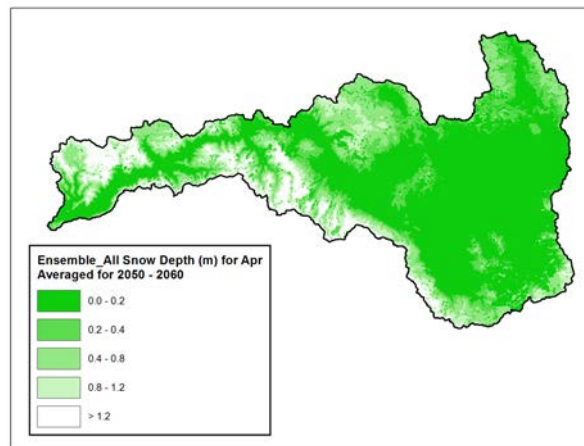 Ensemble_All Snow Depth (m) for Apr
Averaged for 2050 - 2060
0.0 - 0.2
0.2 - 0.4
0.4 - 0.8
0.8 - 1.2
> 1.2